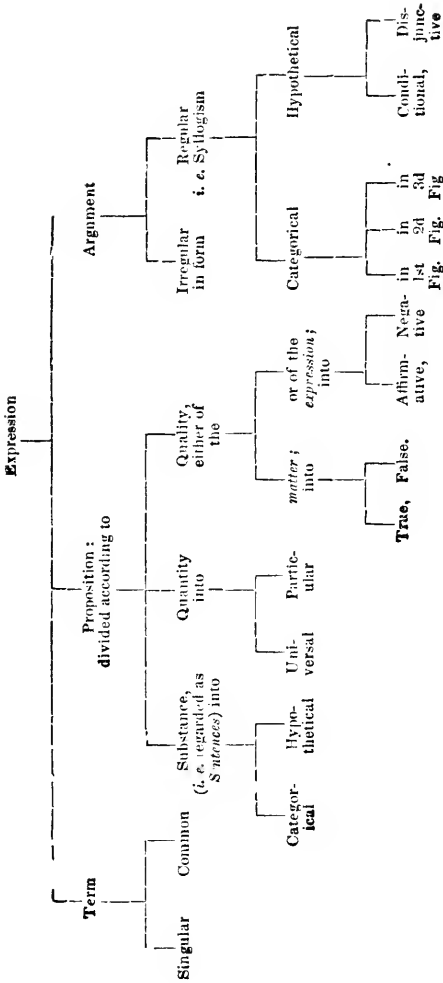 Expression
Term
Singular
Common
Proposition:
divided according to
Substance,
(i. e. regarded as
Sentences) into
Categor-
ical
Hypo-
thetical
Quantity
into
Uni-
versal
Partic-
ular
Quality,
either of
the
matter;
into
True, False.
or of the
expression;
into
Affirm-
ative,
Nega-
tive
Argument
Irregular
in form
Regular
i. e. Syllogism
Categorical
in
1st
Fig.
in
2d
Fig.
in
3d
Fig
Hypothetical
Condi-
tional,
Dis-
junc-
tive